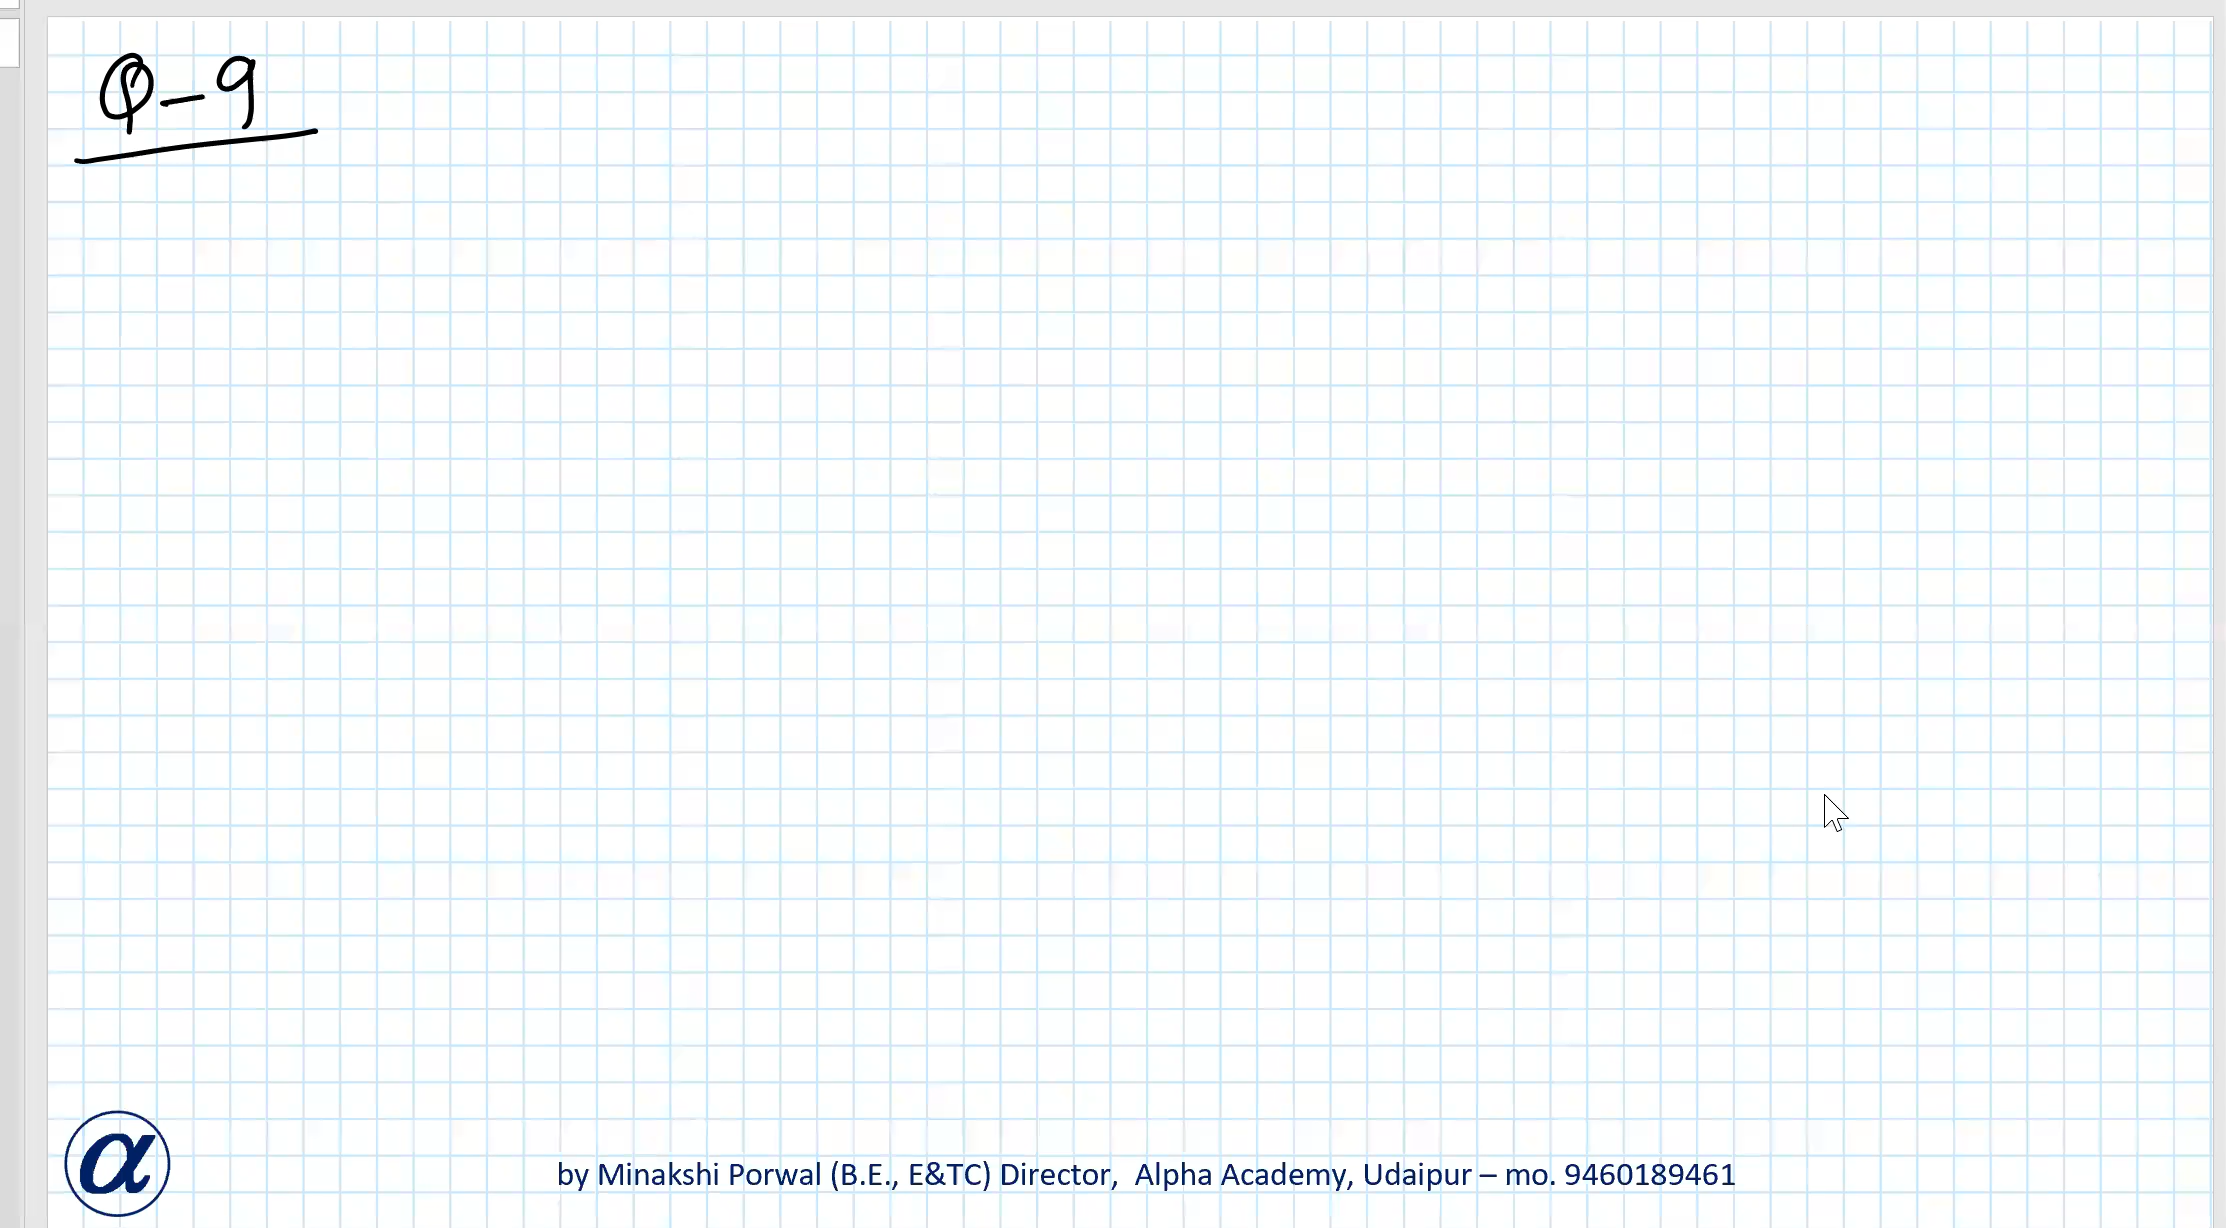 Q-9
α
by Minakshi Porwal (B.E., E&TC) Director,  Alpha Academy, Udaipur – mo. 9460189461